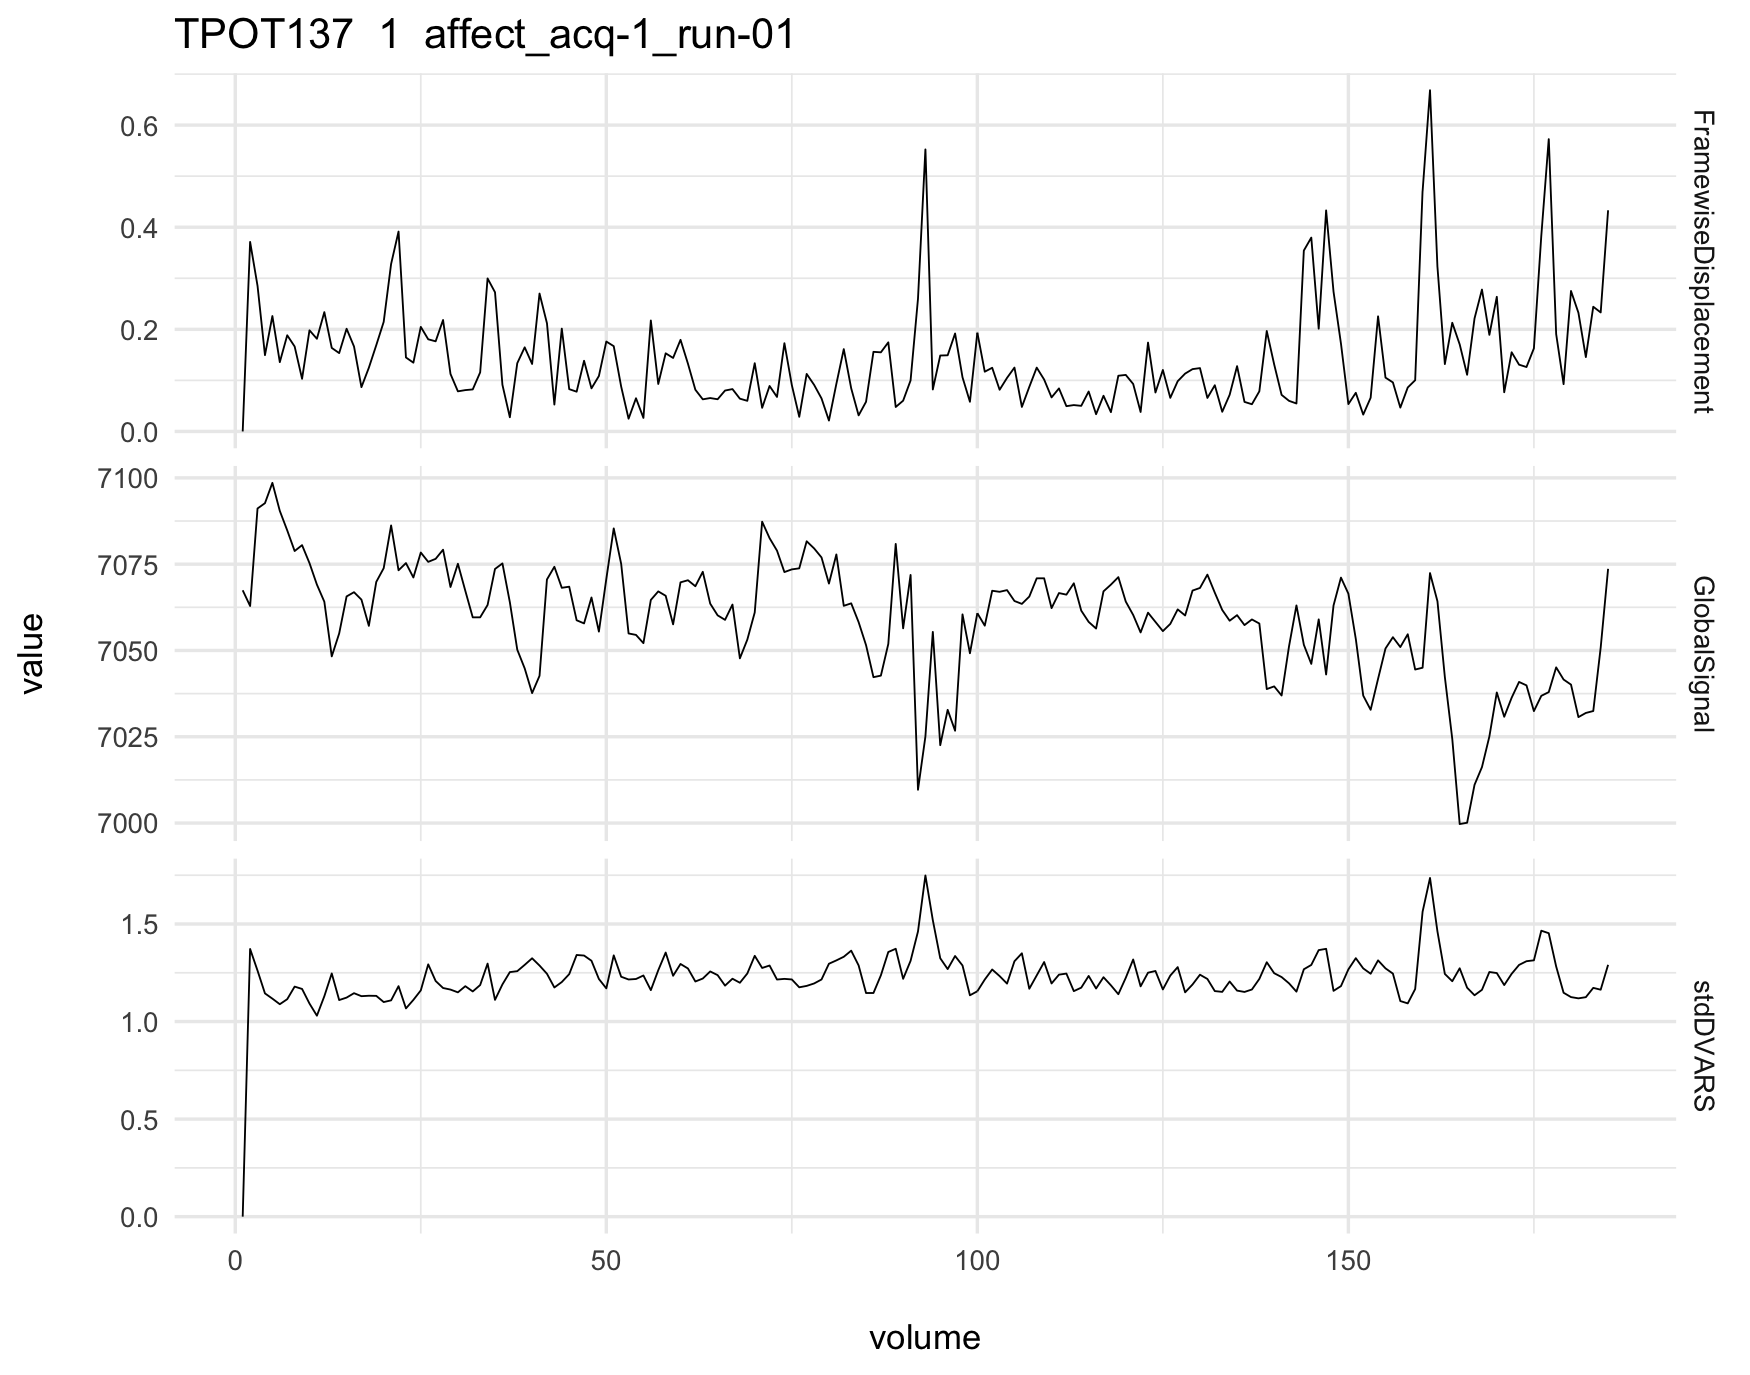 TPOT137 1 affect_acq-1_run-01
0.6
0.4
0.2
0.0
FramewiseDisplacement
7100
7075
7050
7025
7000
GlobalSignal
value
1.5
1.0
0.5
0.0
stdDVARS
0 50 100 150
volume